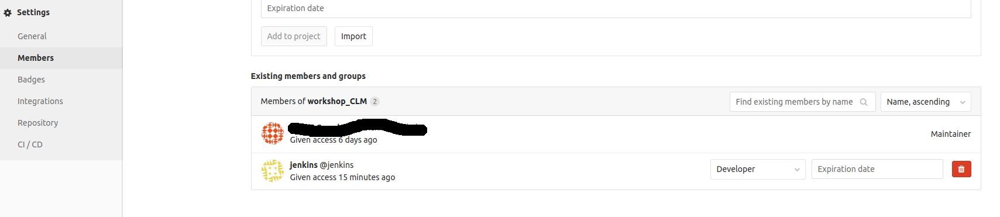 Settings
General
Members
Badges
Integrations
Repository
CI / CD
Expiration date
Add to project
Import
Existing members and groups
Members of workshop_CLM 2
Find existing members by name
Name, ascending
Given access 6 days ago
Maintainer
jenkins @jenkins
Given access 15 minutes ago
Developer
Expiration date